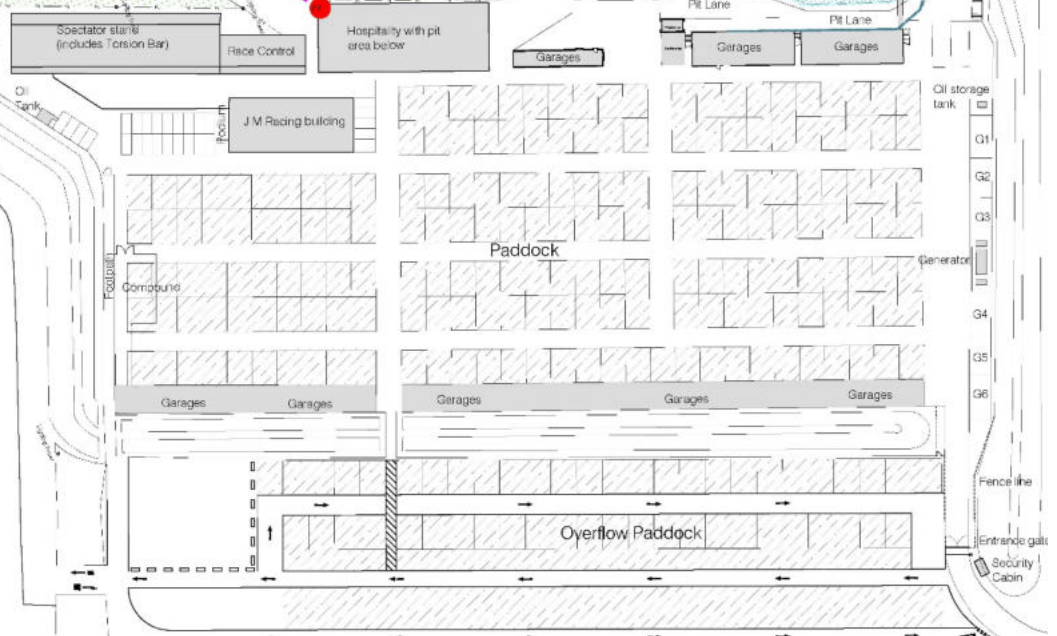 Pit Lane
Pit Lane
Spectator stand
(includes Torsion Bar)
Race Control
Hospitality with pit
area below
Garages
Garages
Garages
Oil
Tank
Podium
J M Racing building
Oil storage
tank
G1
G2
G3
Paddock
Generator
Footpath
Compound
G4
G5
G6
Garages
Garages
Garages
Garages
Garages
Fence line
Overflow Paddock
Entrance gate
Security
Cabin